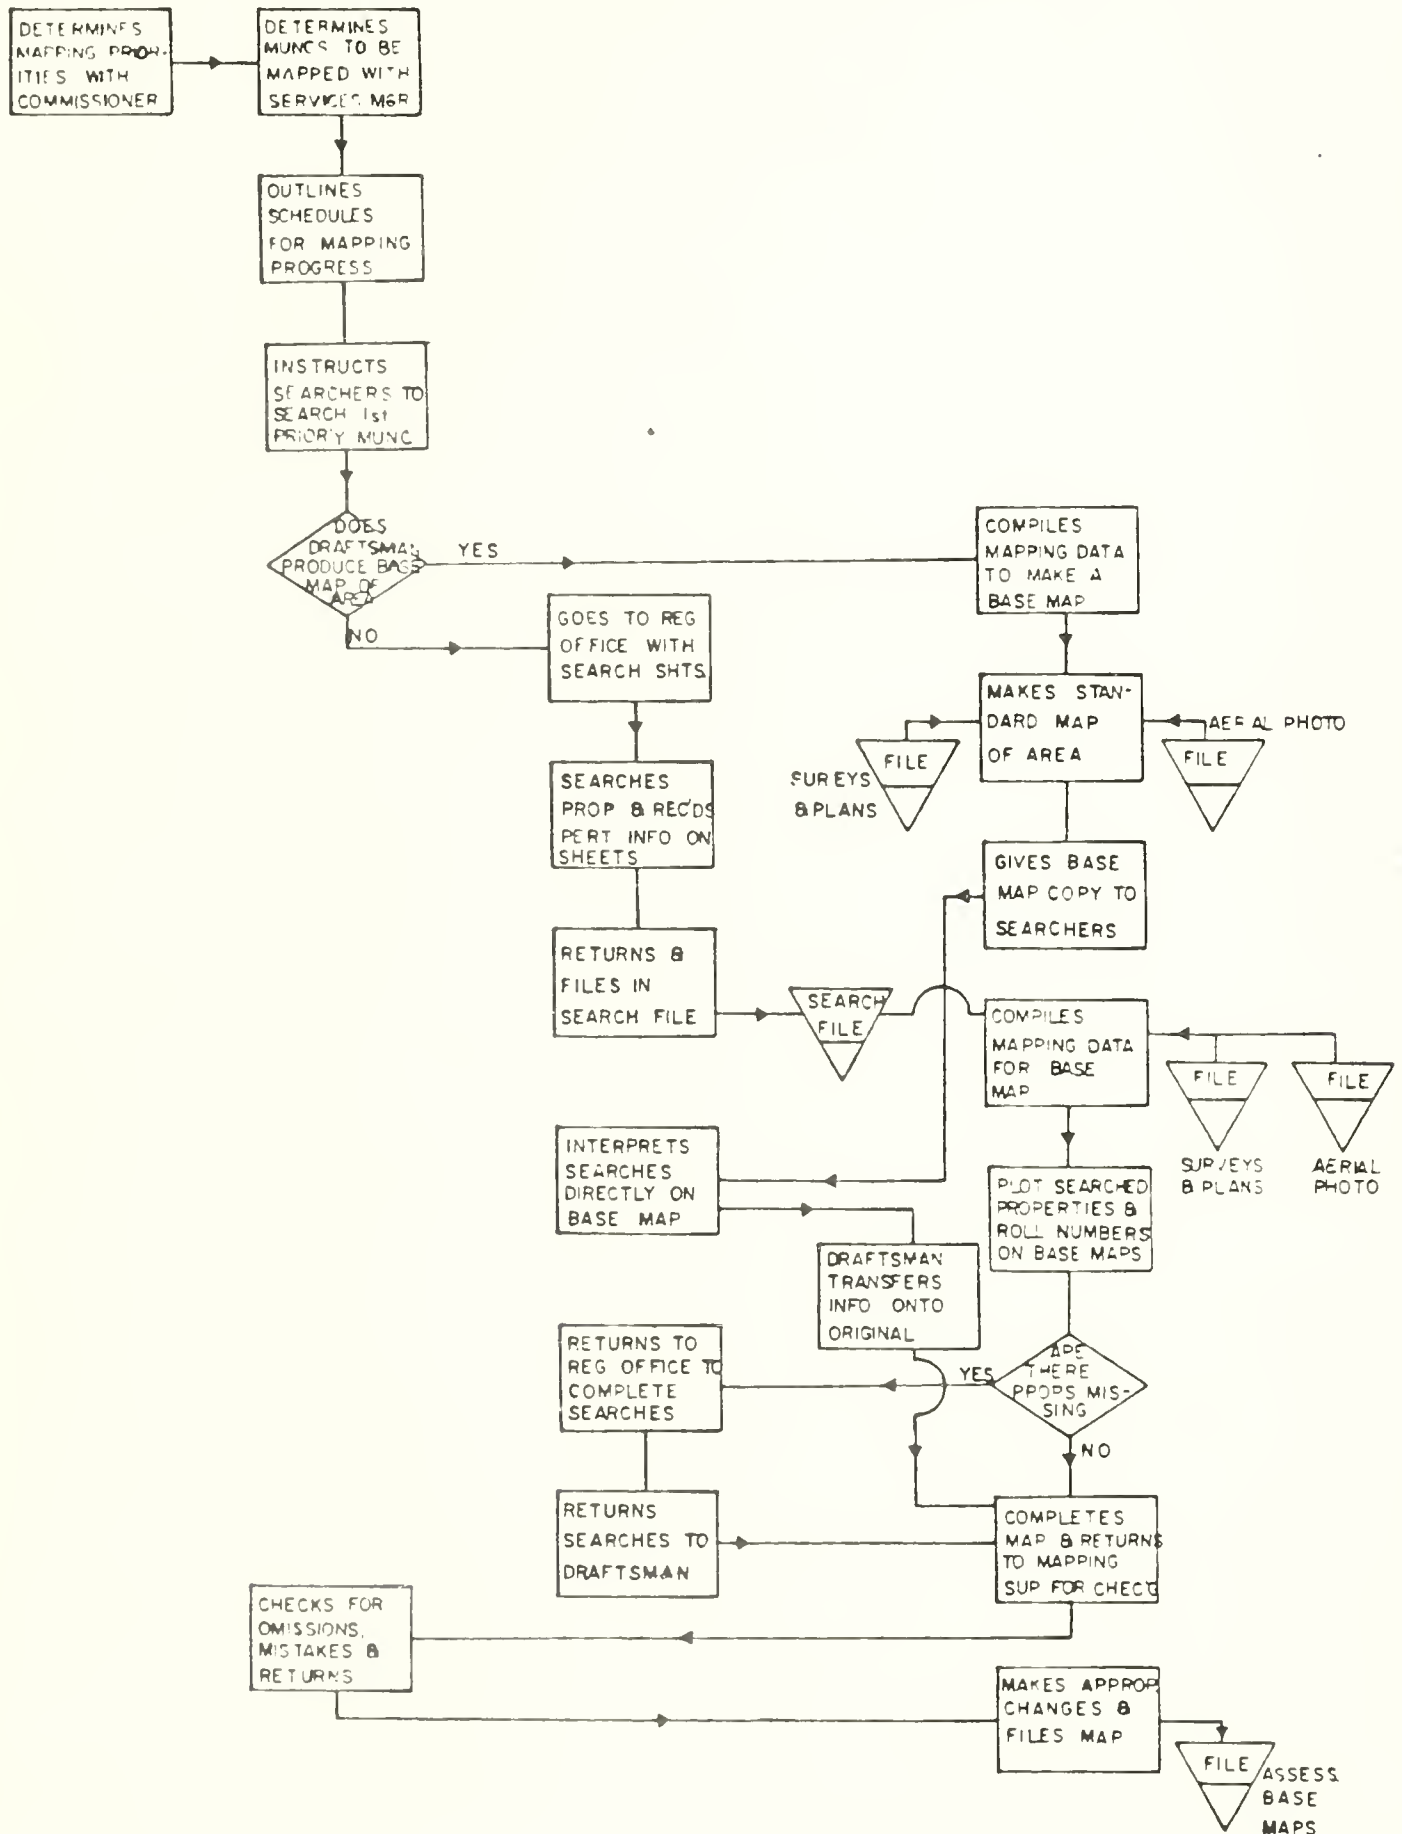 DETERMINES
MAPPING PRIOR-
ITIES WITH
COMMISSIONER
DETERMINES
MUNCS TO BE
MAPPED WITH
SERVICES MGR
OUTLINES
SCHEDULES
FOR MAPPING
PROGRESS
INSTRUCTS
SEARCHERS TO
SEARCH 1st
PRIORY MUNC
DOES
DRAFTSMAN
PRODUCE BASE
MAP OF
AREA
YES
NO
COMPILES
MAPPING DATA
TO MAKE A
BASE MAP
GOES TO REG
OFFICE WITH
SEARCH SHTS
MAKES STAN-
DARD MAP
OF AREA
FILE
SUREYS
& PLANS
AERIAL PHOTO
FILE
SEARCHES
PROP & REC'DS
PERT INFO ON
SHEETS
GIVES BASE
MAP COPY TO
SEARCHERS
RETURNS &
FILES IN
SEARCH FILE
SEARCH
FILE
COMPILES
MAPPING DATA
FOR BASE
MAP
FILE
SURVEYS
& PLANS
FILE
AERIAL
PHOTO
INTERPRETS
SEARCHES
DIRECTLY ON
BASE MAP
PLOT SEARCHED
PROPERTIES &
ROLL NUMBERS
ON BASE MAPS
DRAFTSMAN
TRANSFERS
INFO ONTO
ORIGINAL
RETURNS TO
REG OFFICE TO
COMPLETE
SEARCHES
YES
ARE
THERE
PROPS MIS-
SING
NO
RETURNS
SEARCHES TO
DRAFTSMAN
COMPLETES
MAP & RETURNS
TO MAPPING
SUP FOR CHEC'G
CHECKS FOR
OMISSIONS,
MISTAKES &
RETURNS
MAKES APPROP
CHANGES &
FILES MAP
FILE
ASSESS.
BASE
MAPS